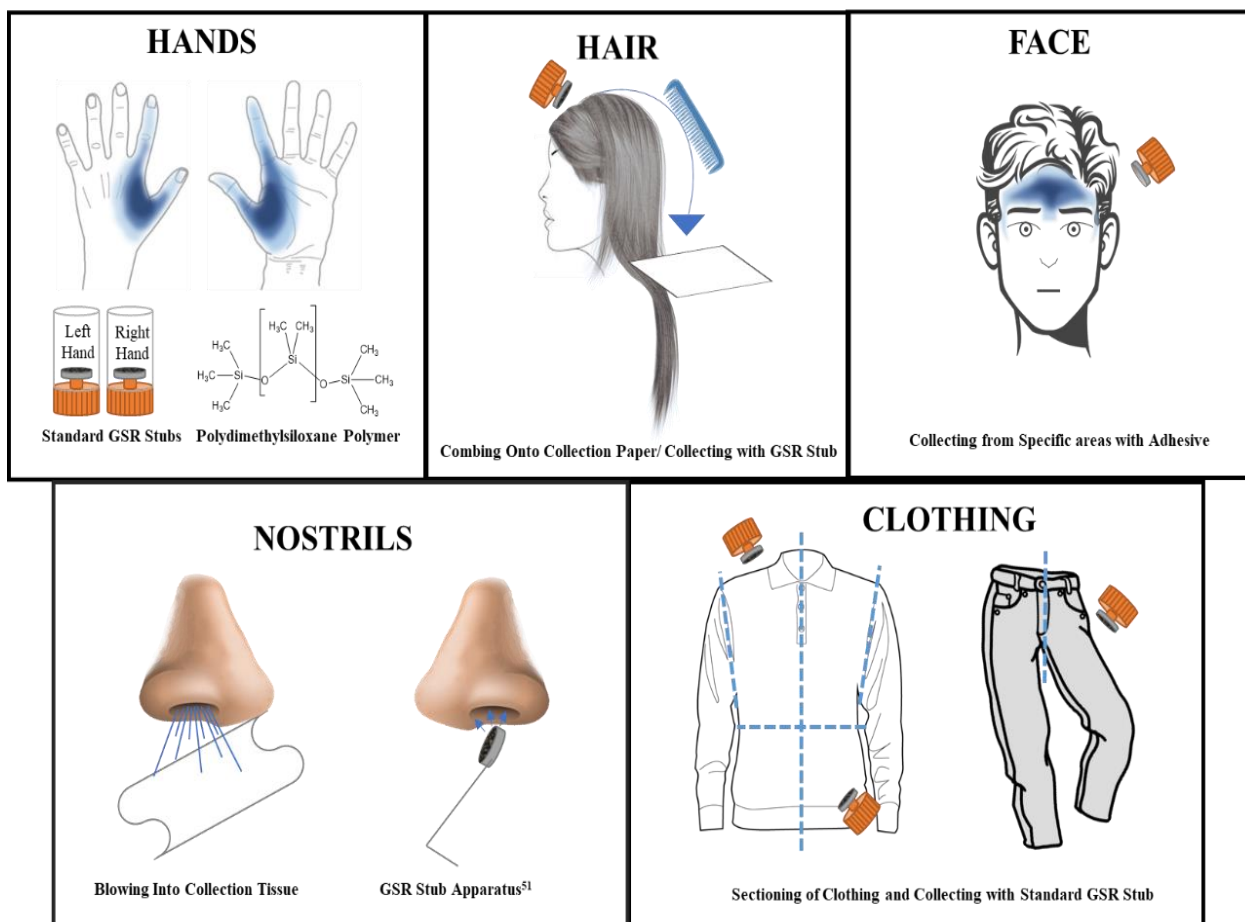 HANDS
Left
Hand
Right
Hand
H₃C
CH₃
H₃C
CH₃
Si
CH₃
H₃C
Si
O
O
Si
CH₃
H₃C
CH₃
Standard GSR Stubs
Polydimethylsiloxane Polymer
HAIR
Combing Onto Collection Paper/ Collecting with GSR Stub
FACE
Collecting from Specific areas with Adhesive
NOSTRILS
Blowing Into Collection Tissue
GSR Stub Apparatus⁵¹
CLOTHING
Sectioning of Clothing and Collecting with Standard GSR Stub